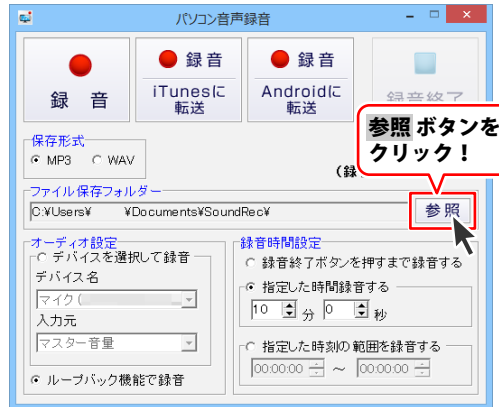 パソコン音声録音
録 音
録 音
iTunesに
転送
録 音
Androidに
転送
録音終了
参照 ボタンを
クリック！
保存形式
MP3 WAV
(録
ファイル保存フォルダー
C:¥Users¥ ¥Documents¥SoundRec¥
参照
オーディオ設定
デバイスを選択して録音
デバイス名
マイク (
入力元
マスター音量
ループバック機能で録音
録音時間設定
録音終了ボタンを押すまで録音する
指定した時間録音する
10 分 0 秒
指定した時刻の範囲を録音する
00:00:00 ～ 00:00:00